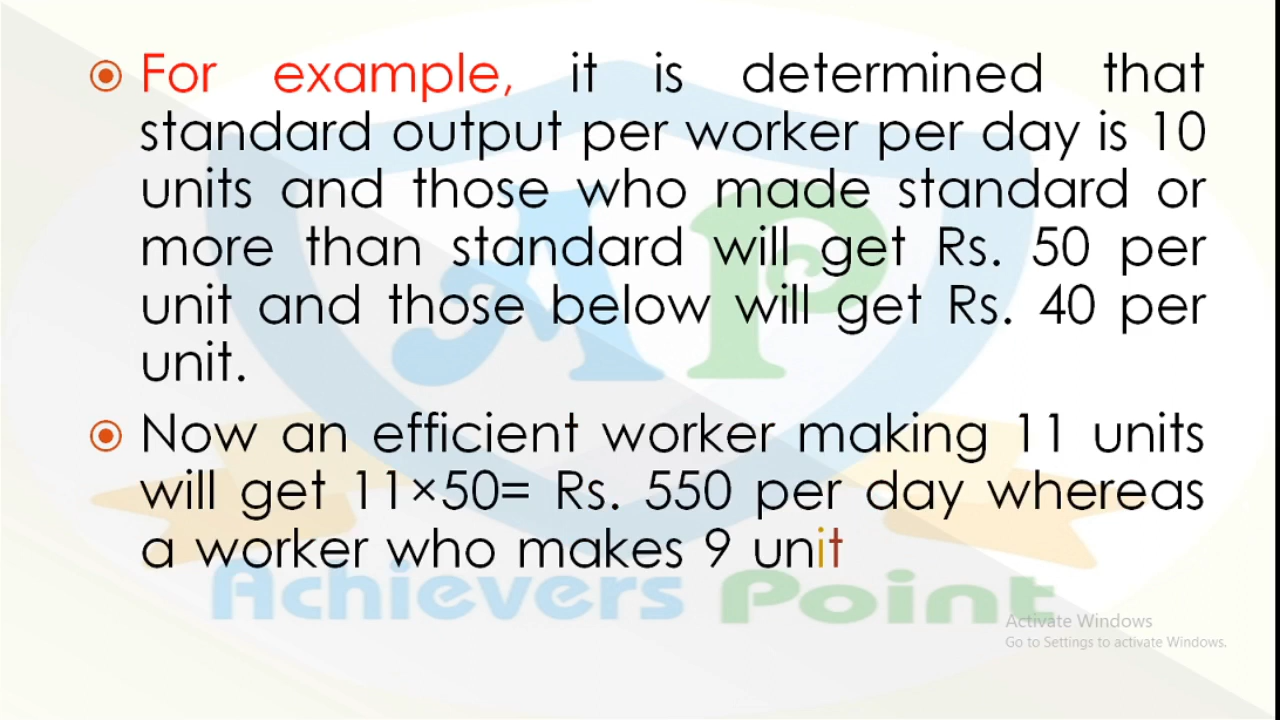 For example, it is determined that
standard output per worker per day is 10
units and those who made standard or
more than standard will get Rs. 50 per
unit and those below will get Rs. 40 per
unit.
Now an efficient worker making 11 units
will get 11×50= Rs. 550 per day whereas
a worker who makes 9 unit
AP
Achievers Point
Activate Windows
Go to Settings to activate Windows.